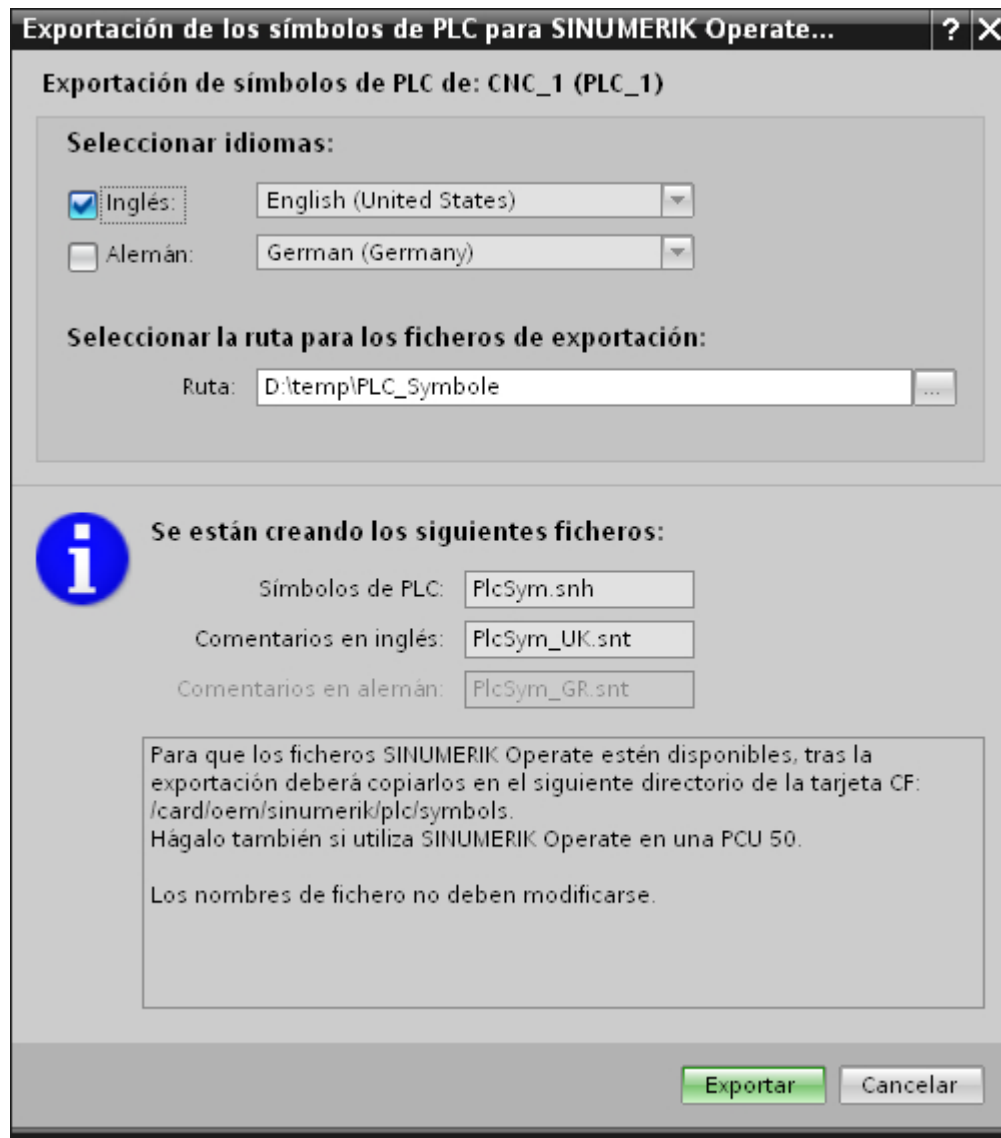 Exportación de los símbolos de PLC para SINUMERIK Operate... ? X
Exportación de símbolos de PLC de: CNC_1 (PLC_1)
Seleccionar idiomas:
Inglés: English (United States)
Alemán: German (Germany)
Seleccionar la ruta para los ficheros de exportación:
Ruta: D:\temp\PLC_Symbole ...
Se están creando los siguientes ficheros:
Símbolos de PLC: PlcSym.snh
Comentarios en inglés: PlcSym_UK.snt
Comentarios en alemán: PlcSym_GR.snt
Para que los ficheros SINUMERIK Operate estén disponibles, tras la
exportación deberá copiarlos en el siguiente directorio de la tarjeta CF:
/card/oem/sinumerik/plc/symbols.
Hágalo también si utiliza SINUMERIK Operate en una PCU 50.
Los nombres de fichero no deben modificarse.
Exportar Cancelar